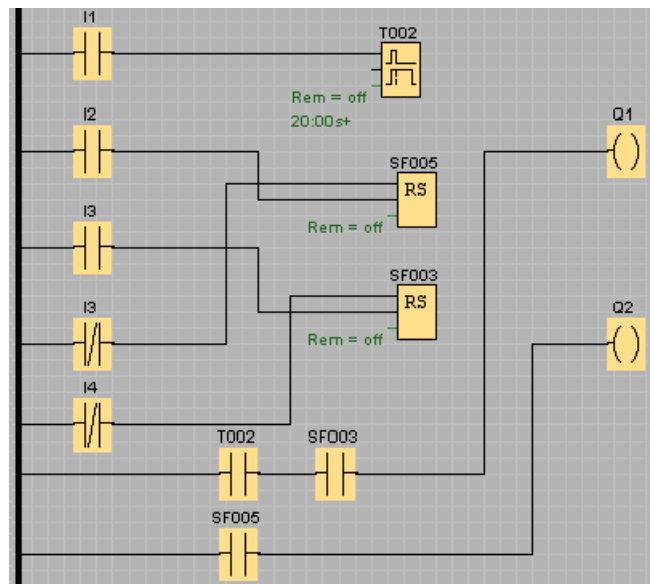 I1
T002
Rem = off
20:00s+
I2
Q1
SF005
RS
Rem = off
I3
SF003
RS
Rem = off
I3
Q2
I4
T002 SF003
SF005